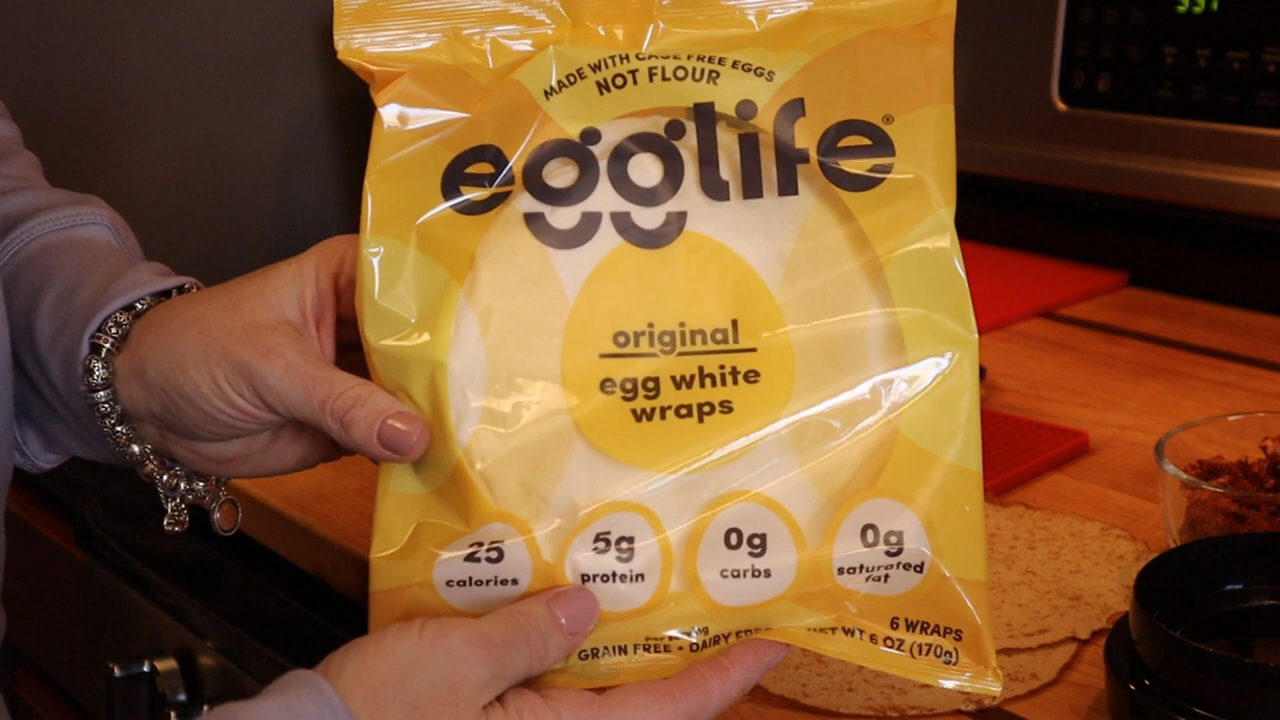 MADE WITH CAGE FREE EGGS
NOT FLOUR
egglife®
original
egg white
wraps
25
calories
5g
protein
0g
carbs
0g
saturated
fat
6 WRAPS
GRAIN FREE • DAIRY FREE
NET WT 6 OZ (170g)